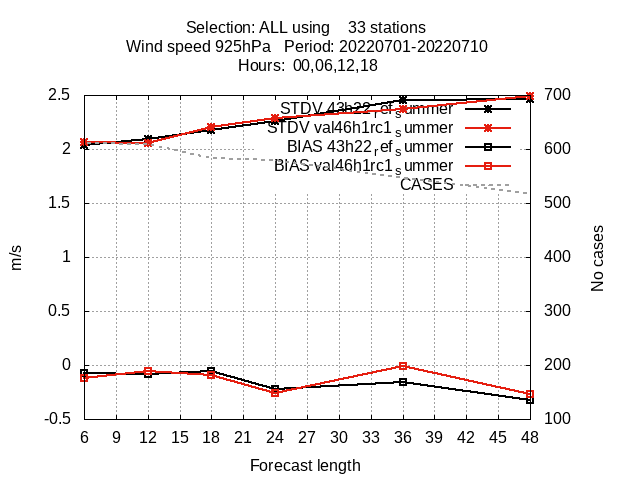 Selection: ALL using 33 stations
Wind speed 925hPa Period: 20220701-20220710
Hours: 00,06,12,18
2.5
2
1.5
1
0.5
0
-0.5
m/s
700
600
500
400
300
200
100
No cases
STDV 43h22_ref_summer
STDV val46h1rc1_summer
BIAS 43h22_ref_summer
BIAS val46h1rc1_summer
CASES
6 9 12 15 18 21 24 27 30 33 36 39 42 45 48
Forecast length